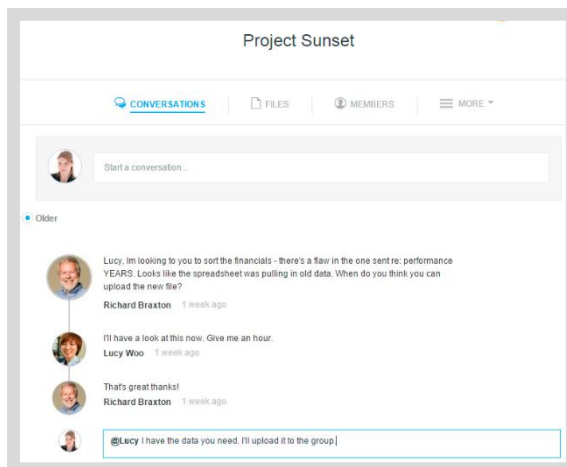 Project Sunset
CONVERSATIONS FILES MEMBERS MORE
Start a conversation...
Older
Lucy, Im looking to you to sort the financials - there's a flaw in the one sent re: performance
YEARS. Looks like the spreadsheet was pulling in old data. When do you think you can
upload the new file?
Richard Braxton 1 week ago
I'll have a look at this now. Give me an hour.
Lucy Woo 1 week ago
That's great thanks!
Richard Braxton 1 week ago
@Lucy I have the data you need. I'll upload it to the group.